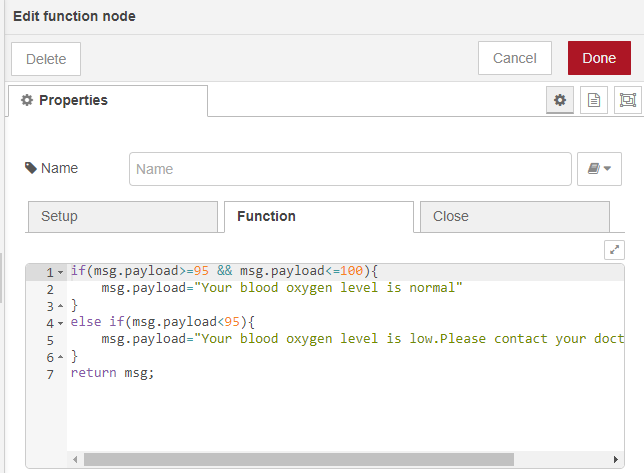 Edit function node
Delete
Cancel
Done
Properties
Name
Name
Setup
Function
Close
1 if(msg.payload>=95 && msg.payload<=100){
2     msg.payload="Your blood oxygen level is normal"
3 }
4 else if(msg.payload<95){
5     msg.payload="Your blood oxygen level is low.Please contact your doct
6 }
7 return msg;